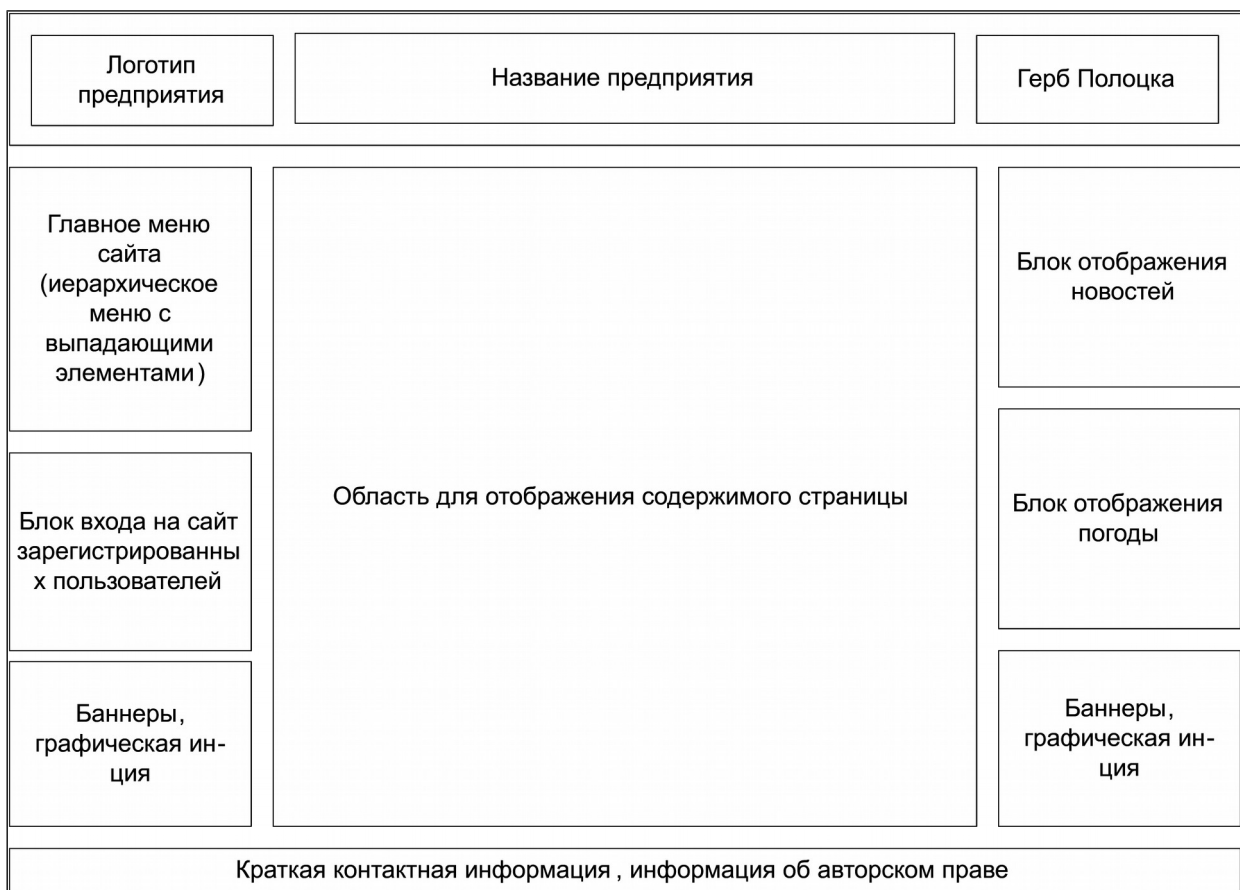 Логотип
предприятия
Название предприятия
Герб Полоцка
Главное меню
сайта
(иерархическое
меню с
выпадающими
элементами)
Блок входа на сайт
зарегистрированны
х пользователей
Баннеры,
графическая ин-
ция
Область для отображения содержимого страницы
Блок отображения
новостей
Блок отображения
погоды
Баннеры,
графическая ин-
ция
Краткая контактная информация , информация об авторском праве